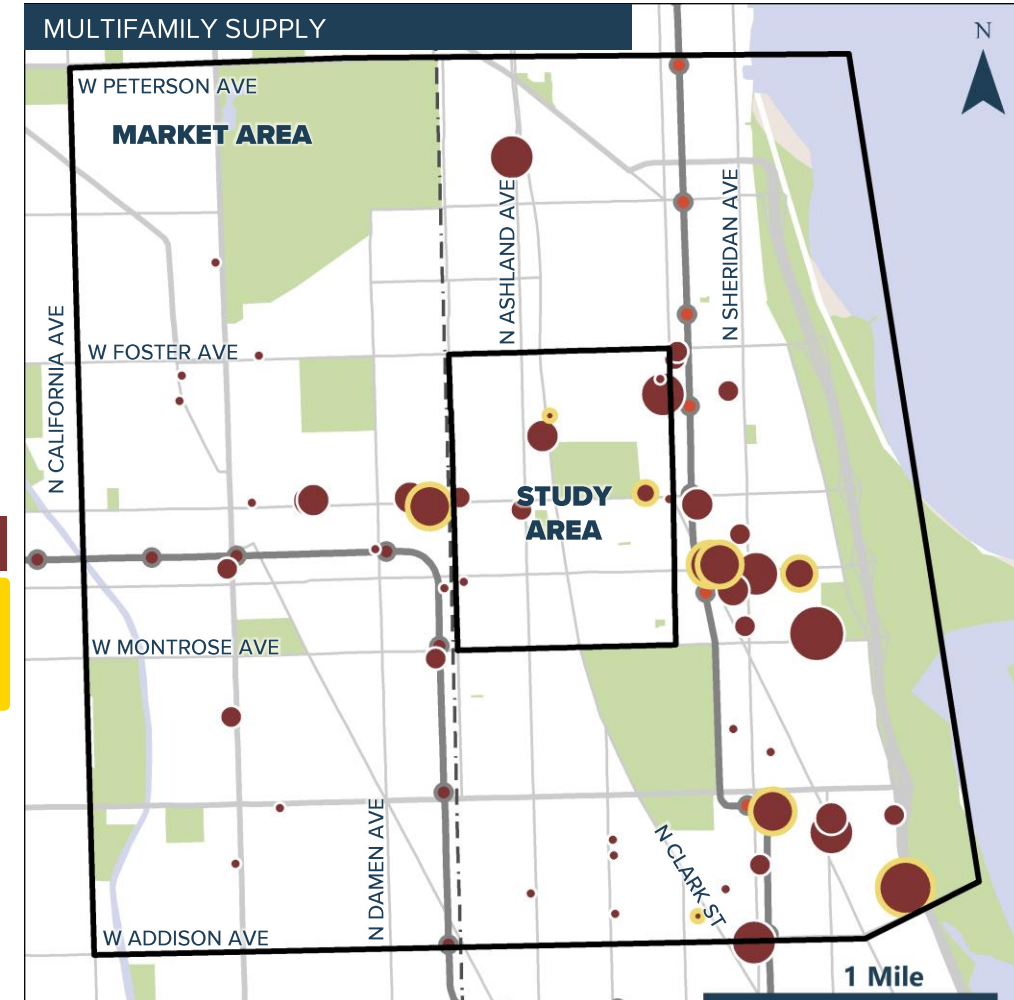 MULTIFAMILY SUPPLY
N
W PETERSON AVE
MARKET AREA
N ASHLAND AVE
N SHERIDAN AVE
N CALIFORNIA AVE
W FOSTER AVE
STUDY
AREA
W MONTROSE AVE
N DAMEN AVE
N CLARK ST
W ADDISON AVE
1 Mile